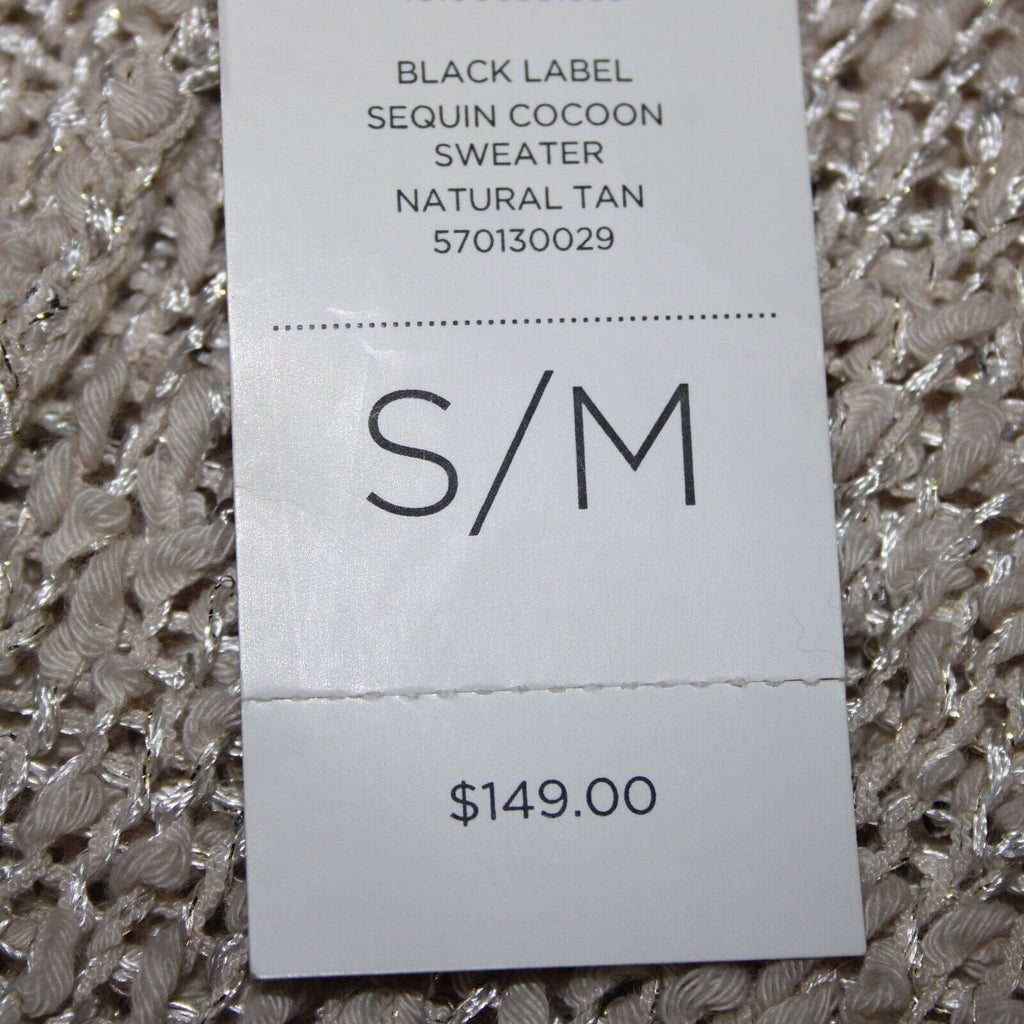 BLACK LABEL
SEQUIN COCOON
SWEATER
NATURAL TAN
570130029
S/M
$149.00